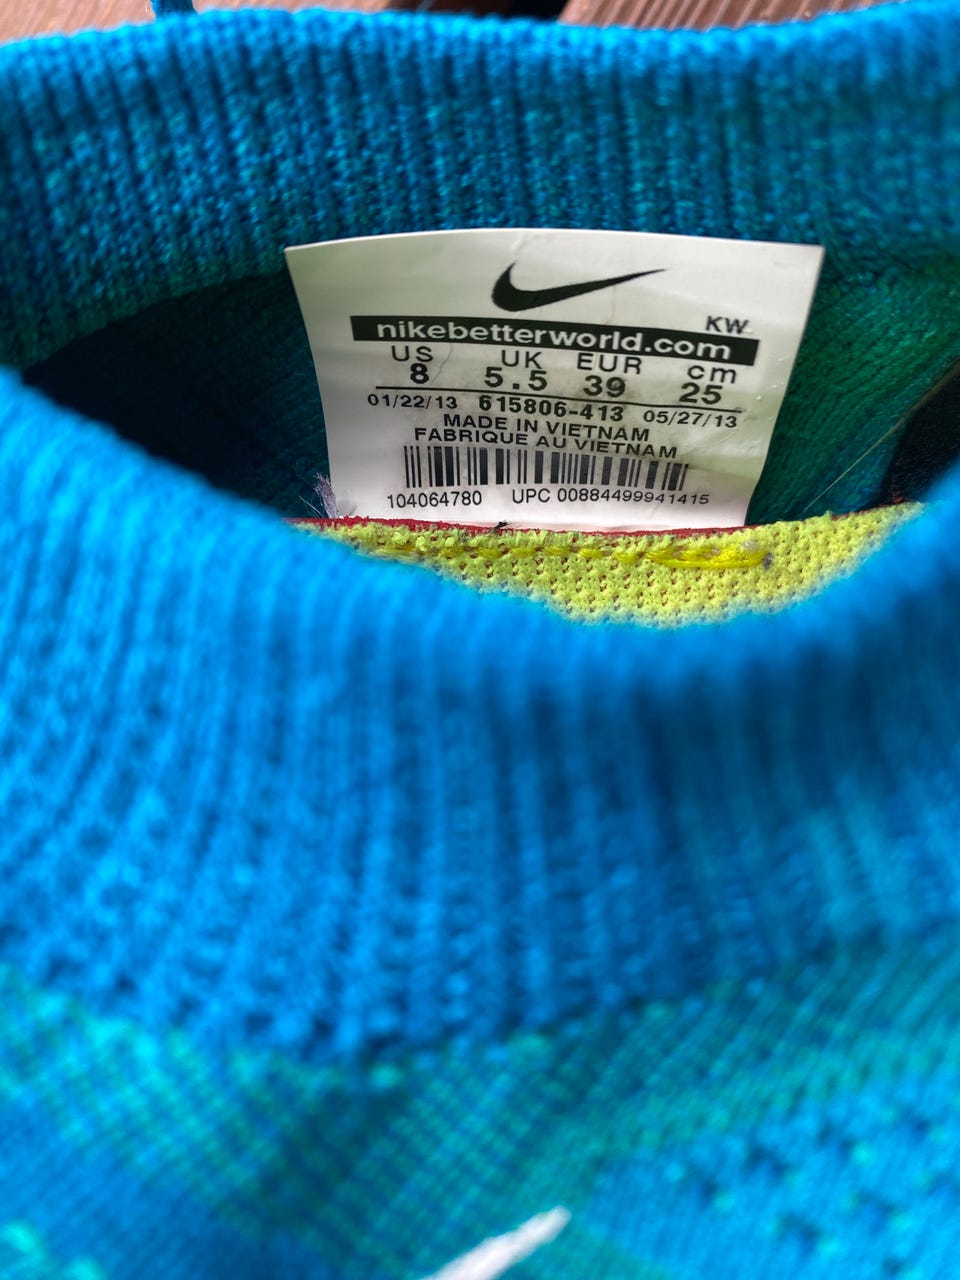 KW
nikebetterworld.com
US UK EUR cm
8 5.5 39 25
01/22/13 615806-413 05/27/13
MADE IN VIETNAM
FABRIQUE AU VIETNAM
104064780 UPC 00884499941415